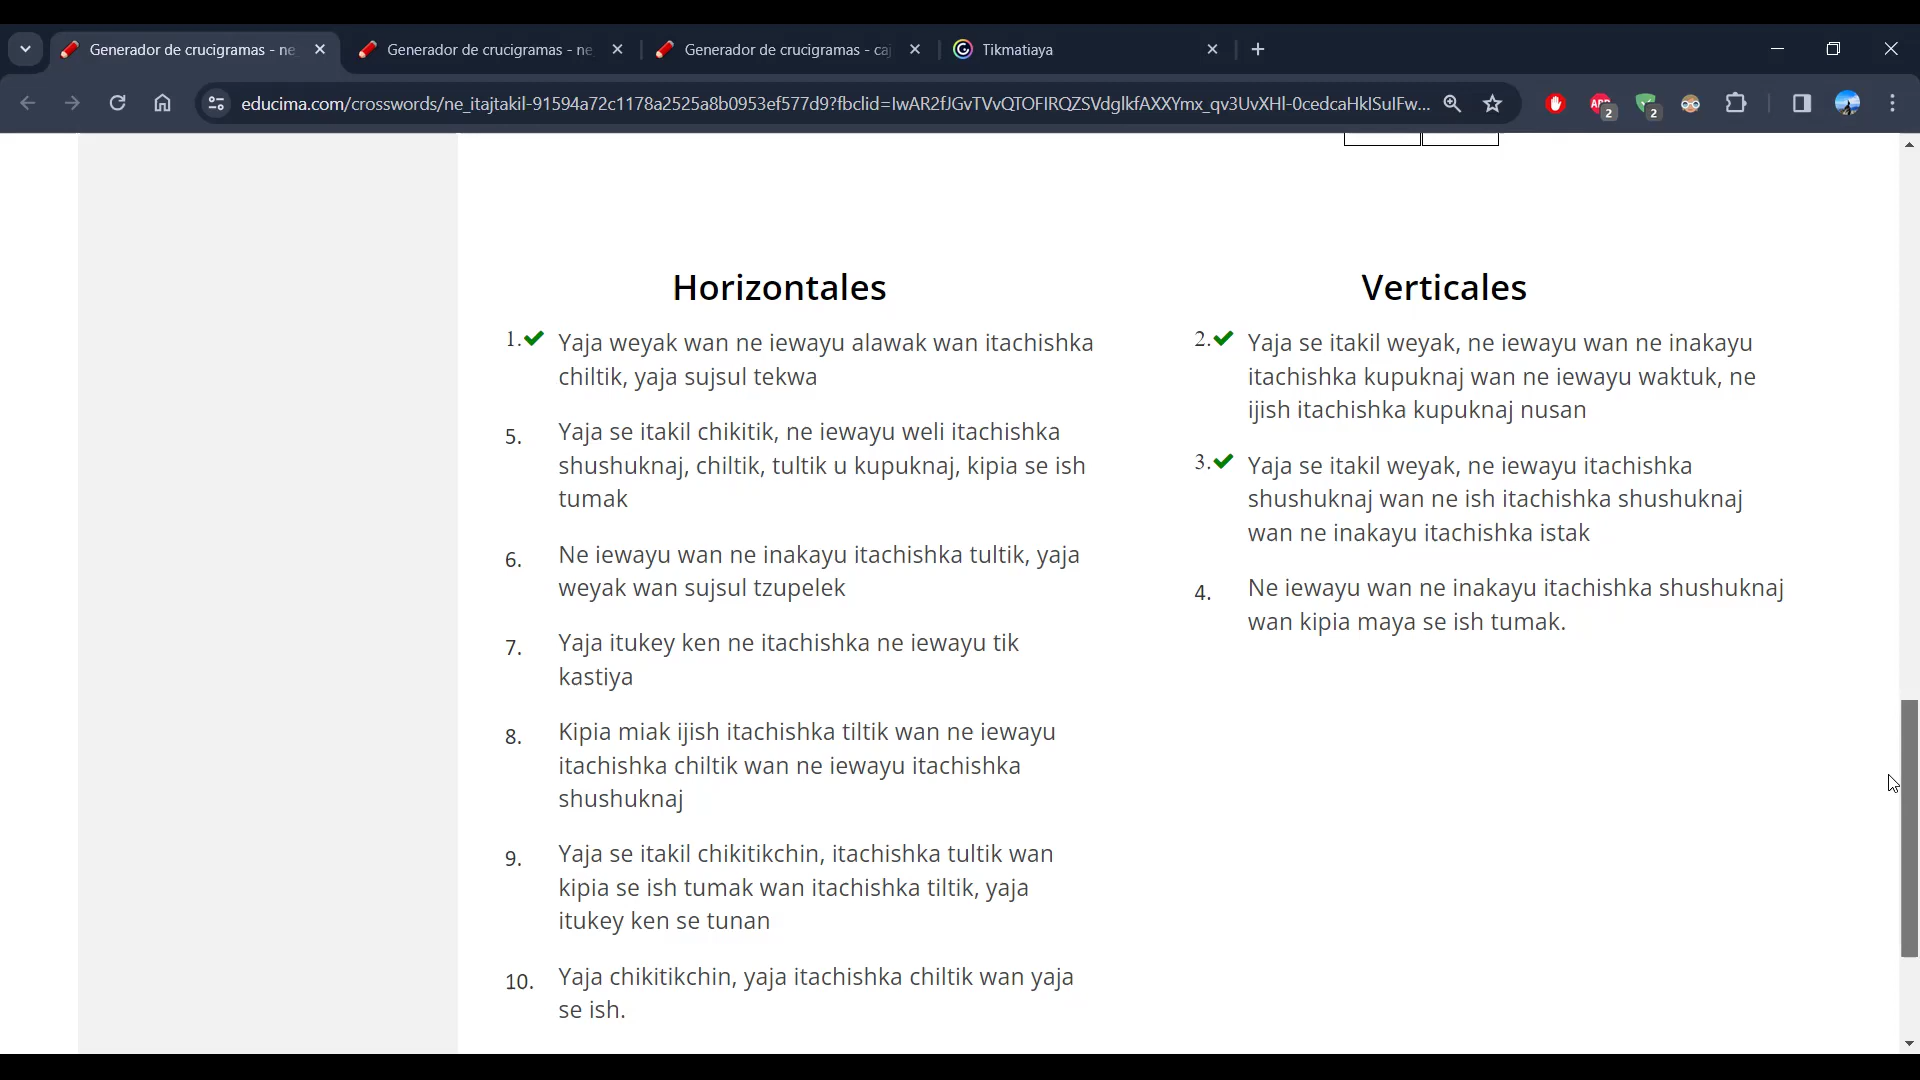 Generador de crucigramas - ne
Generador de crucigramas - ne
Generador de crucigramas - caj
Tikmatiaya
educima.com/crosswords/ne_itajtakil-91594a72c1178a2525a8b0953ef577d9?fbclid=IwAR2fJGvTVvQTOFIRQZSVdglkfAXXYmx_qv3UvXHl-0cedcaHklSuIFw...
ABP
2
2
Horizontales
1. Yaja weyak wan ne iewayu alawak wan itachishka
chiltik, yaja sujsul tekwa
5. Yaja se itakil chikitik, ne iewayu weli itachishka
shushuknaj, chiltik, tultik u kupuknaj, kipia se ish
tumak
6. Ne iewayu wan ne inakayu itachishka tultik, yaja
weyak wan sujsul tzupelek
7. Yaja itukey ken ne itachishka ne iewayu tik
kastiya
8. Kipia miak ijish itachishka tiltik wan ne iewayu
itachishka chiltik wan ne iewayu itachishka
shushuknaj
9. Yaja se itakil chikitikchin, itachishka tultik wan
kipia se ish tumak wan itachishka tiltik, yaja
itukey ken se tunan
10. Yaja chikitikchin, yaja itachishka chiltik wan yaja
se ish.
Verticales
2. Yaja se itakil weyak, ne iewayu wan ne inakayu
itachishka kupuknaj wan ne iewayu waktuk, ne
ijish itachishka kupuknaj nusan
3. Yaja se itakil weyak, ne iewayu itachishka
shushuknaj wan ne ish itachishka shushuknaj
wan ne inakayu itachishka istak
4. Ne iewayu wan ne inakayu itachishka shushuknaj
wan kipia maya se ish tumak.